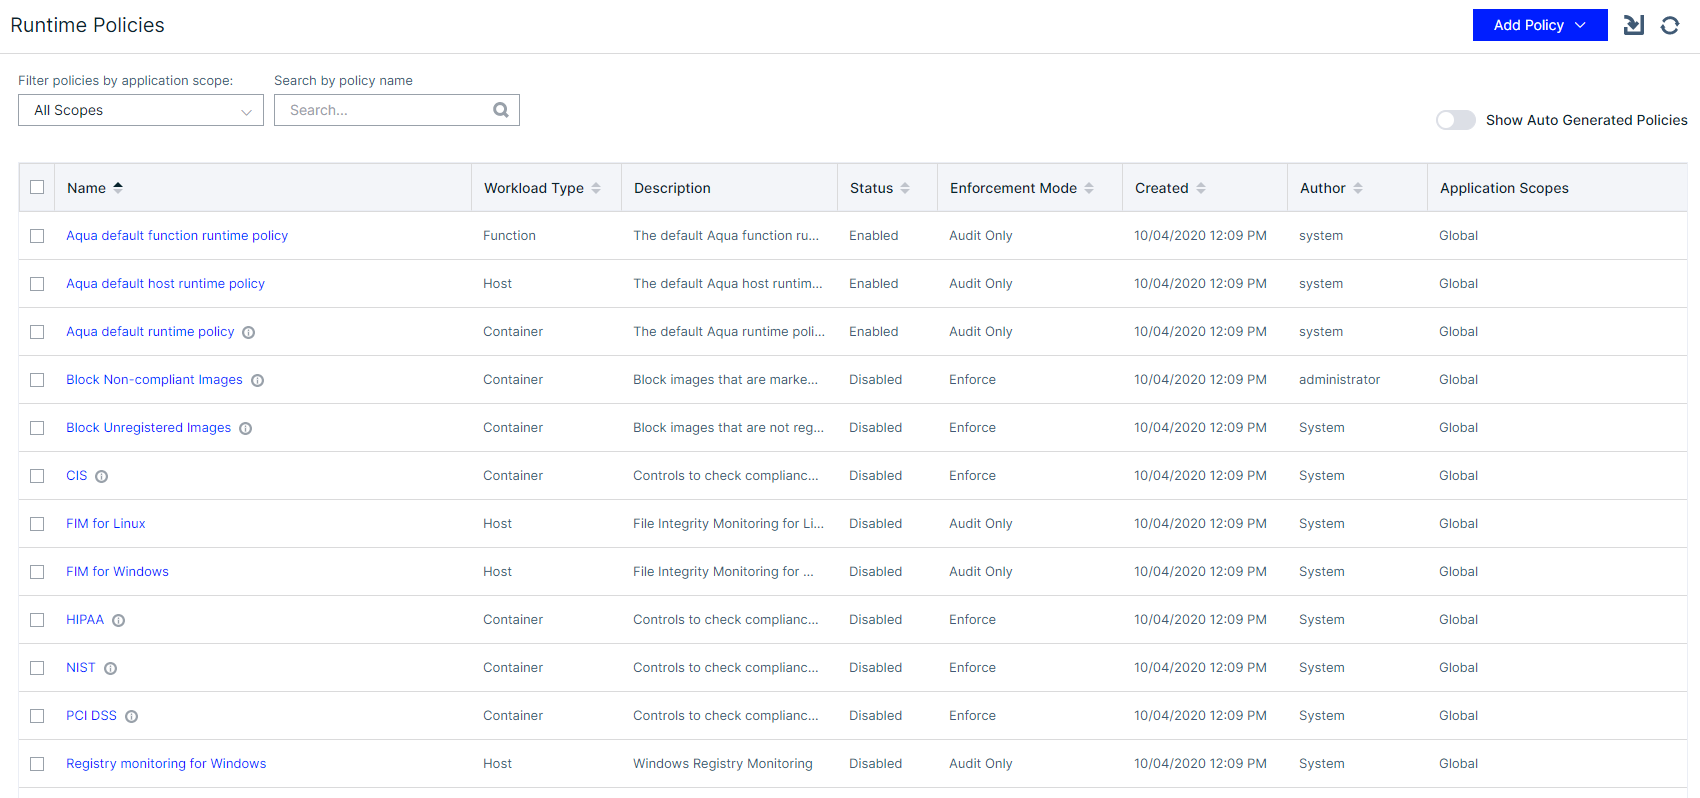 Runtime Policies
Add Policy
Filter policies by application scope: Search by policy name
All Scopes Search...
Show Auto Generated Policies
Name Workload Type Description Status Enforcement Mode Created Author Application Scopes
Aqua default function runtime policy Function The default Aqua function ru... Enabled Audit Only 10/04/2020 12:09 PM system Global
Aqua default host runtime policy Host The default Aqua host runtim... Enabled Audit Only 10/04/2020 12:09 PM system Global
Aqua default runtime policy Container The default Aqua runtime poli... Enabled Audit Only 10/04/2020 12:09 PM system Global
Block Non-compliant Images Container Block images that are marke... Disabled Enforce 10/04/2020 12:09 PM administrator Global
Block Unregistered Images Container Block images that are not reg... Disabled Enforce 10/04/2020 12:09 PM System Global
CIS Container Controls to check complianc... Disabled Enforce 10/04/2020 12:09 PM System Global
FIM for Linux Host File Integrity Monitoring for Li... Disabled Audit Only 10/04/2020 12:09 PM System Global
FIM for Windows Host File Integrity Monitoring for ... Disabled Audit Only 10/04/2020 12:09 PM System Global
HIPAA Container Controls to check complianc... Disabled Enforce 10/04/2020 12:09 PM System Global
NIST Container Controls to check complianc... Disabled Enforce 10/04/2020 12:09 PM System Global
PCI DSS Container Controls to check complianc... Disabled Enforce 10/04/2020 12:09 PM System Global
Registry monitoring for Windows Host Windows Registry Monitoring Disabled Audit Only 10/04/2020 12:09 PM System Global